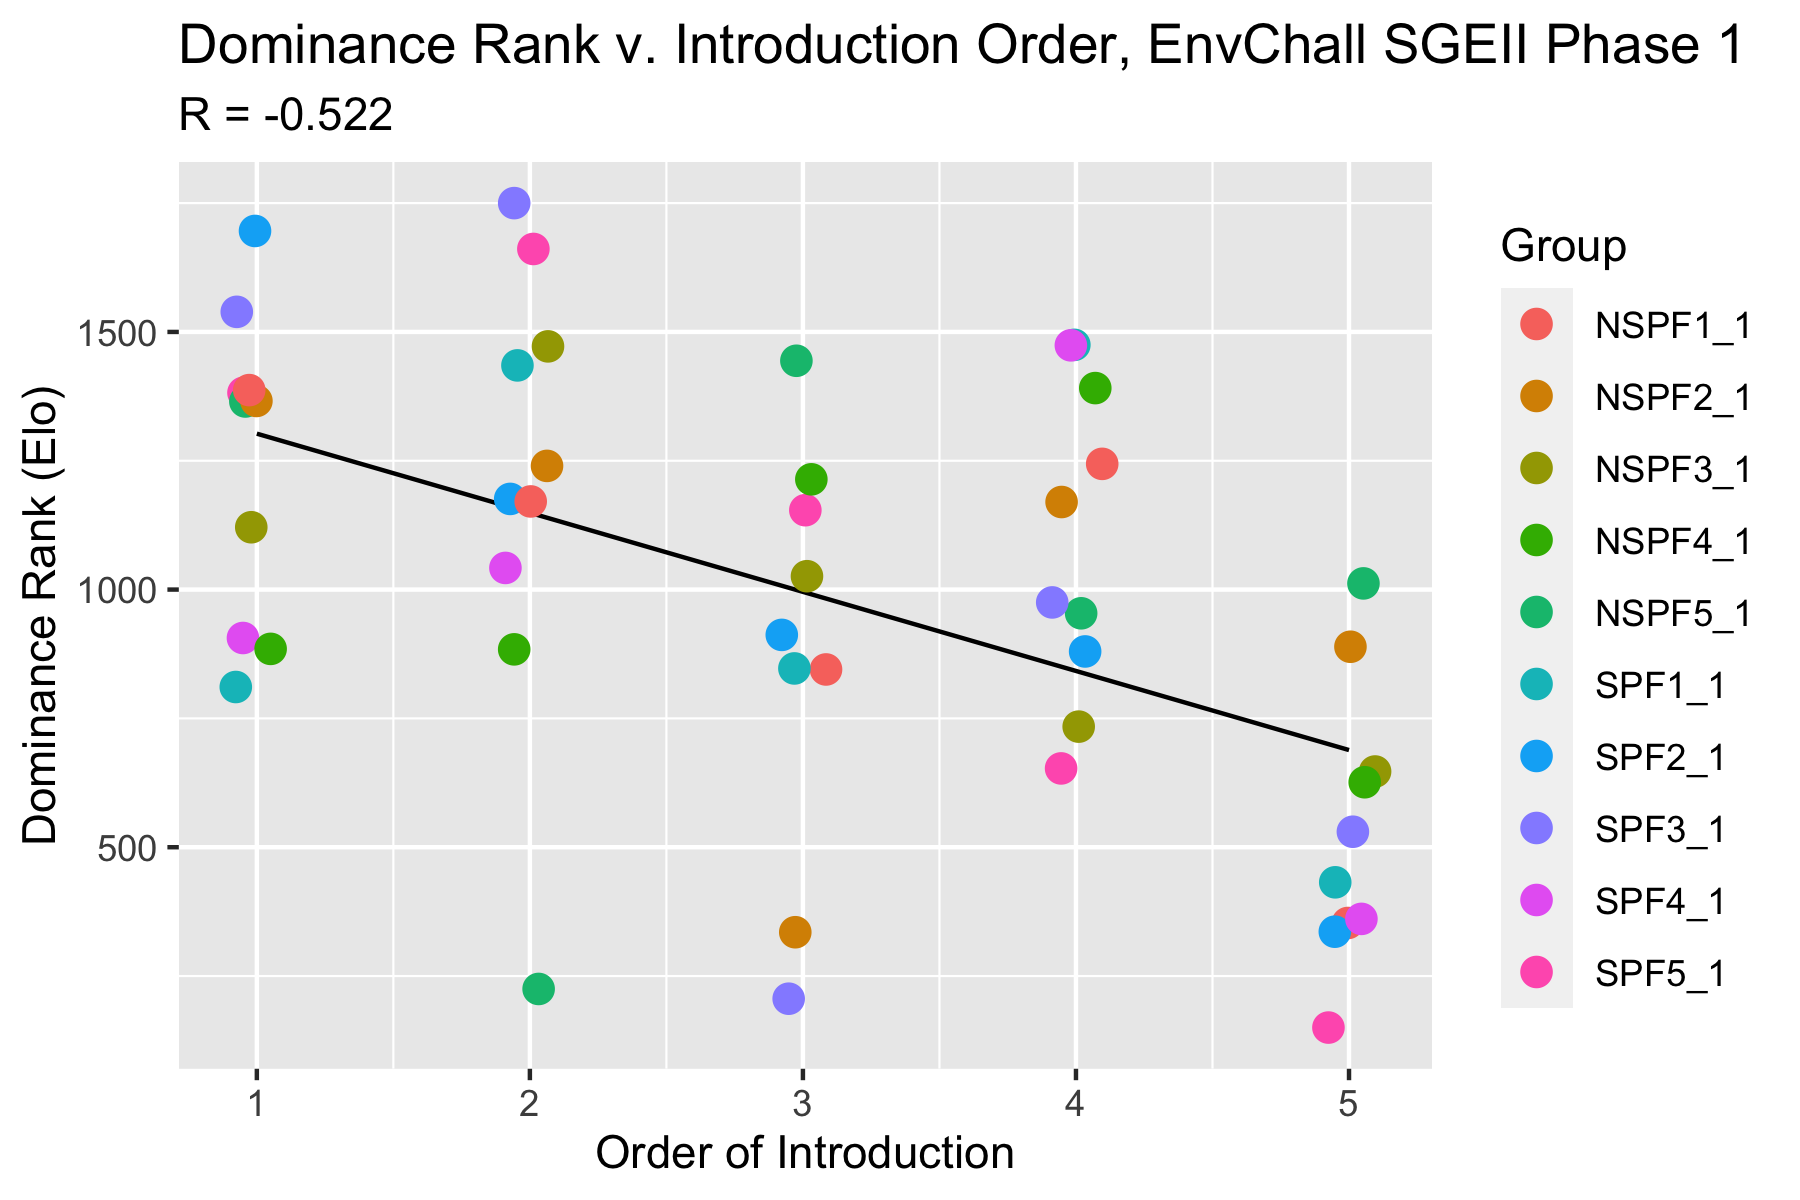 Dominance Rank v. Introduction Order, EnvChall SGEII Phase 1
R = -0.522
Dominance Rank (Elo)
1500
1000
500
1 2 3 4 5
Order of Introduction
Group
NSPF1_1
NSPF2_1
NSPF3_1
NSPF4_1
NSPF5_1
SPF1_1
SPF2_1
SPF3_1
SPF4_1
SPF5_1